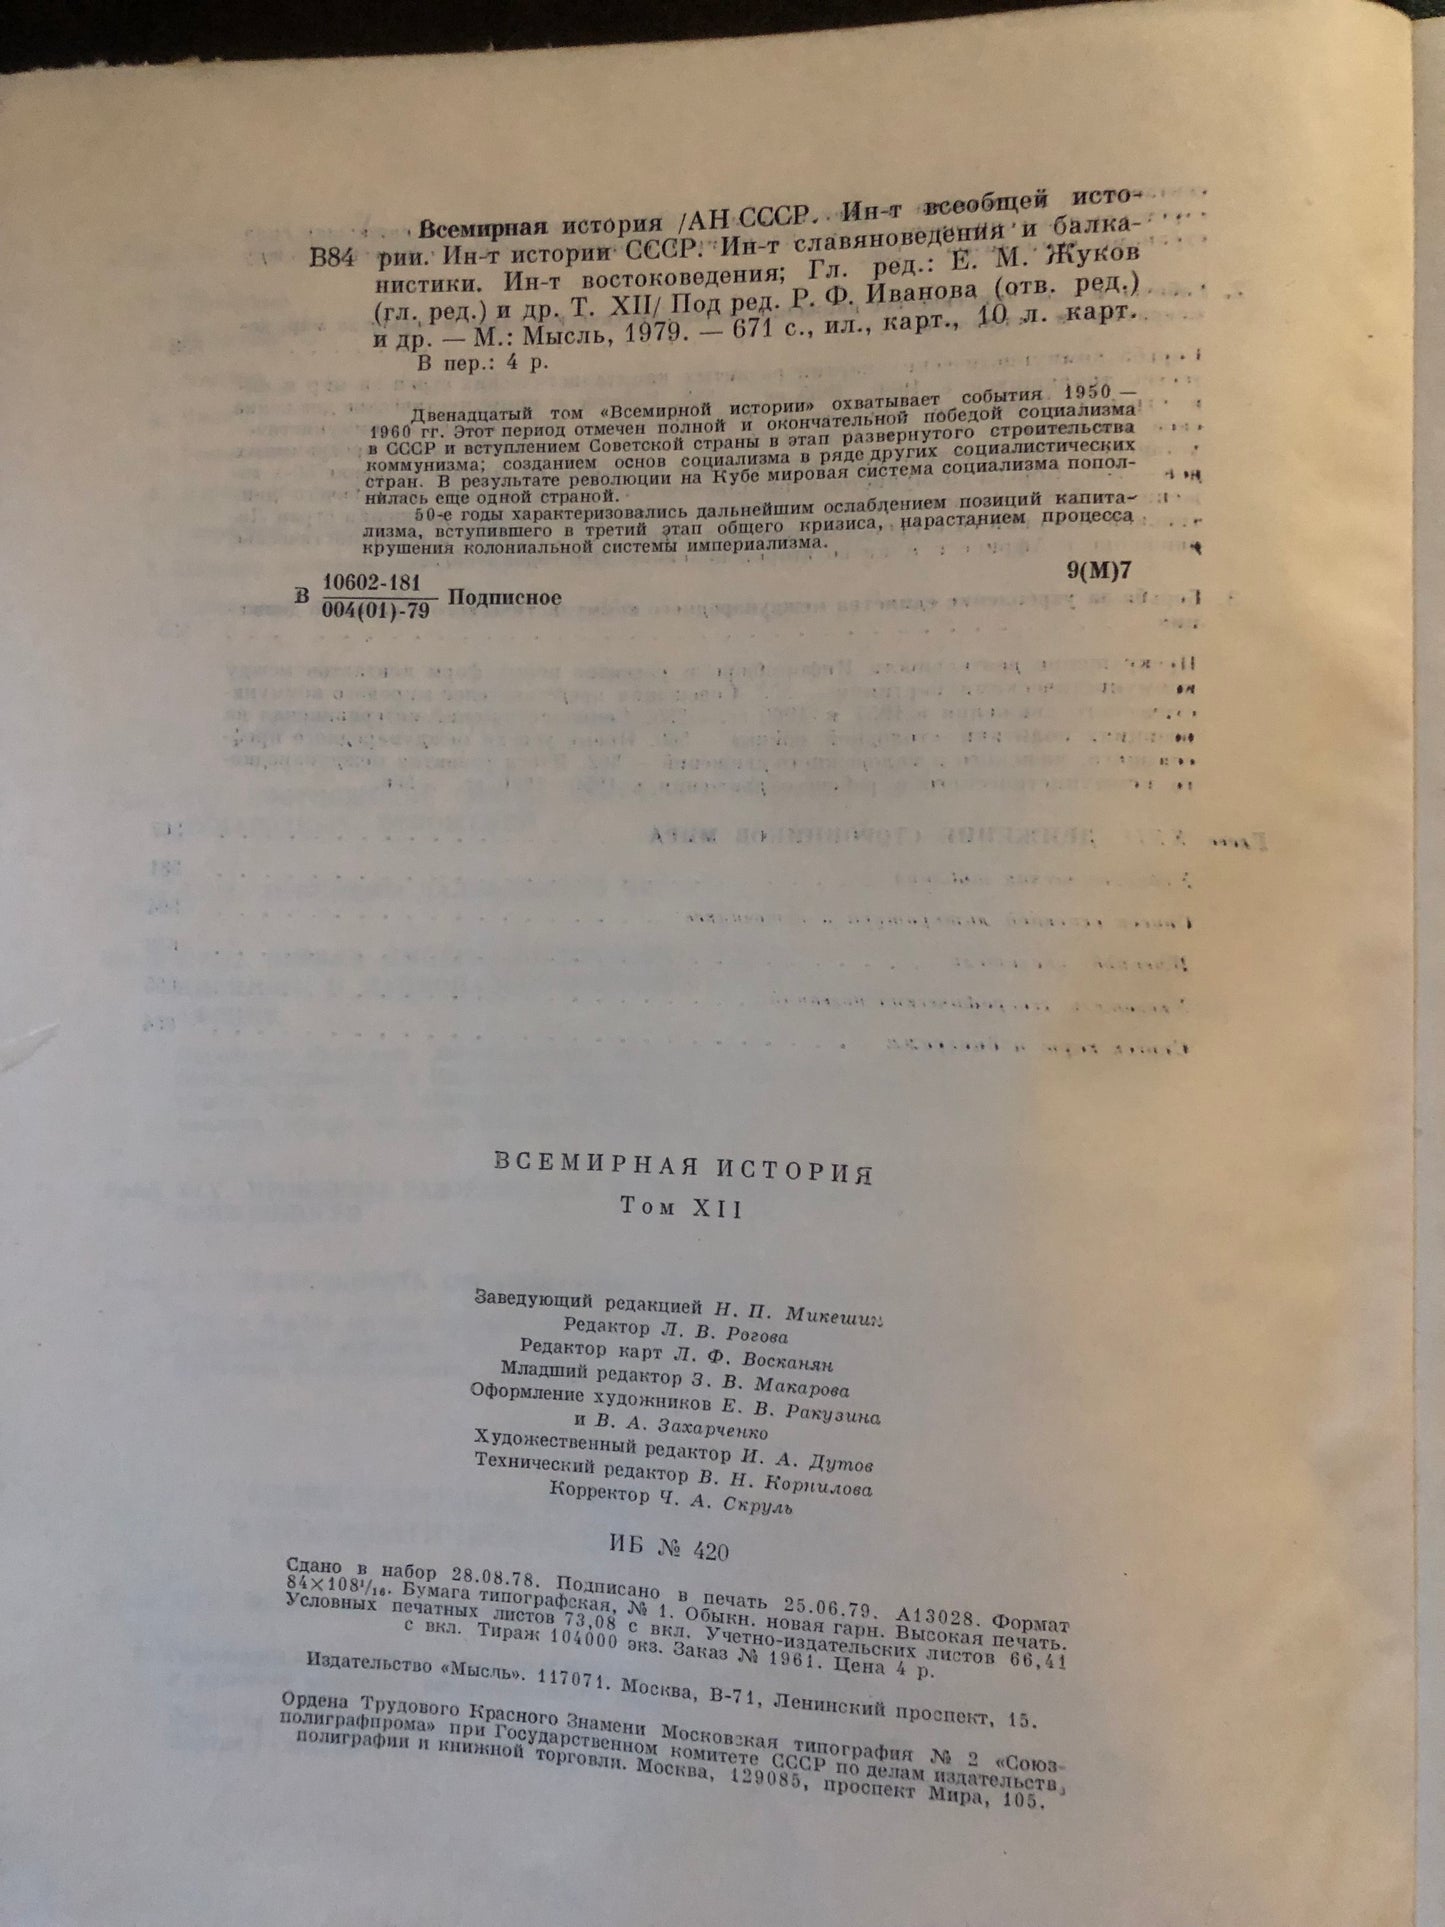 Всемирная история /АН СССР. Ин-т всеобщей исто-
В84 рии. Ин-т истории СССР. Ин-т славяноведения и балка-
нистики. Ин-т востоковедения; Гл. ред.: Е. М. Жуков
(гл. ред.) и др. Т. XII/ Под ред. Р. Ф. Иванова (отв. ред.)
и др. — М.: Мысль, 1979. — 671 с., ил., карт., 10 л. карт.
В пер.: 4 р.
Двенадцатый том «Всемирной истории» охватывает события 1950 —
1960 гг. Этот период отмечен полной и окончательной победой социализма
в СССР и вступлением Советской страны в этап развернутого строительства
коммунизма; созданием основ социализма в ряде других социалистических
стран. В результате революции на Кубе мировая система социализма попол-
нилась еще одной страной.
50-е годы характеризовались дальнейшим ослаблением позиций капита-
лизма, вступившего в третий этап общего кризиса, нарастанием процесса
крушения колониальной системы империализма.
9(М)7
В 10602-181
004(01)-79 Подписное
ВСЕМИРНАЯ ИСТОРИЯ
Том XII
Заведующий редакцией Н. П. Микешин
Редактор Л. В. Рогова
Редактор карт Л. Ф. Восканян
Младший редактор З. В. Макарова
Оформление художников Е. В. Ракузина
и В. А. Захарченко
Художественный редактор И. А. Дутов
Технический редактор В. Н. Корнилова
Корректор Ч. А. Скруль
ИБ № 420
Сдано в набор 28.08.78. Подписано в печать 25.06.79. А13028. Формат
84×108¹/₁₆. Бумага типографская, № 1. Обыкн. новая гарн. Высокая печать.
Условных печатных листов 73,08 с вкл. Учетно-издательских листов 66,41
с вкл. Тираж 104000 экз. Заказ № 1961. Цена 4 р.
Издательство «Мысль». 117071. Москва, В-71, Ленинский проспект, 15.
Ордена Трудового Красного Знамени Московская типография № 2 «Союз-
полиграфпрома» при Государственном комитете СССР по делам издательств,
полиграфии и книжной торговли. Москва, 129085, проспект Мира, 105.